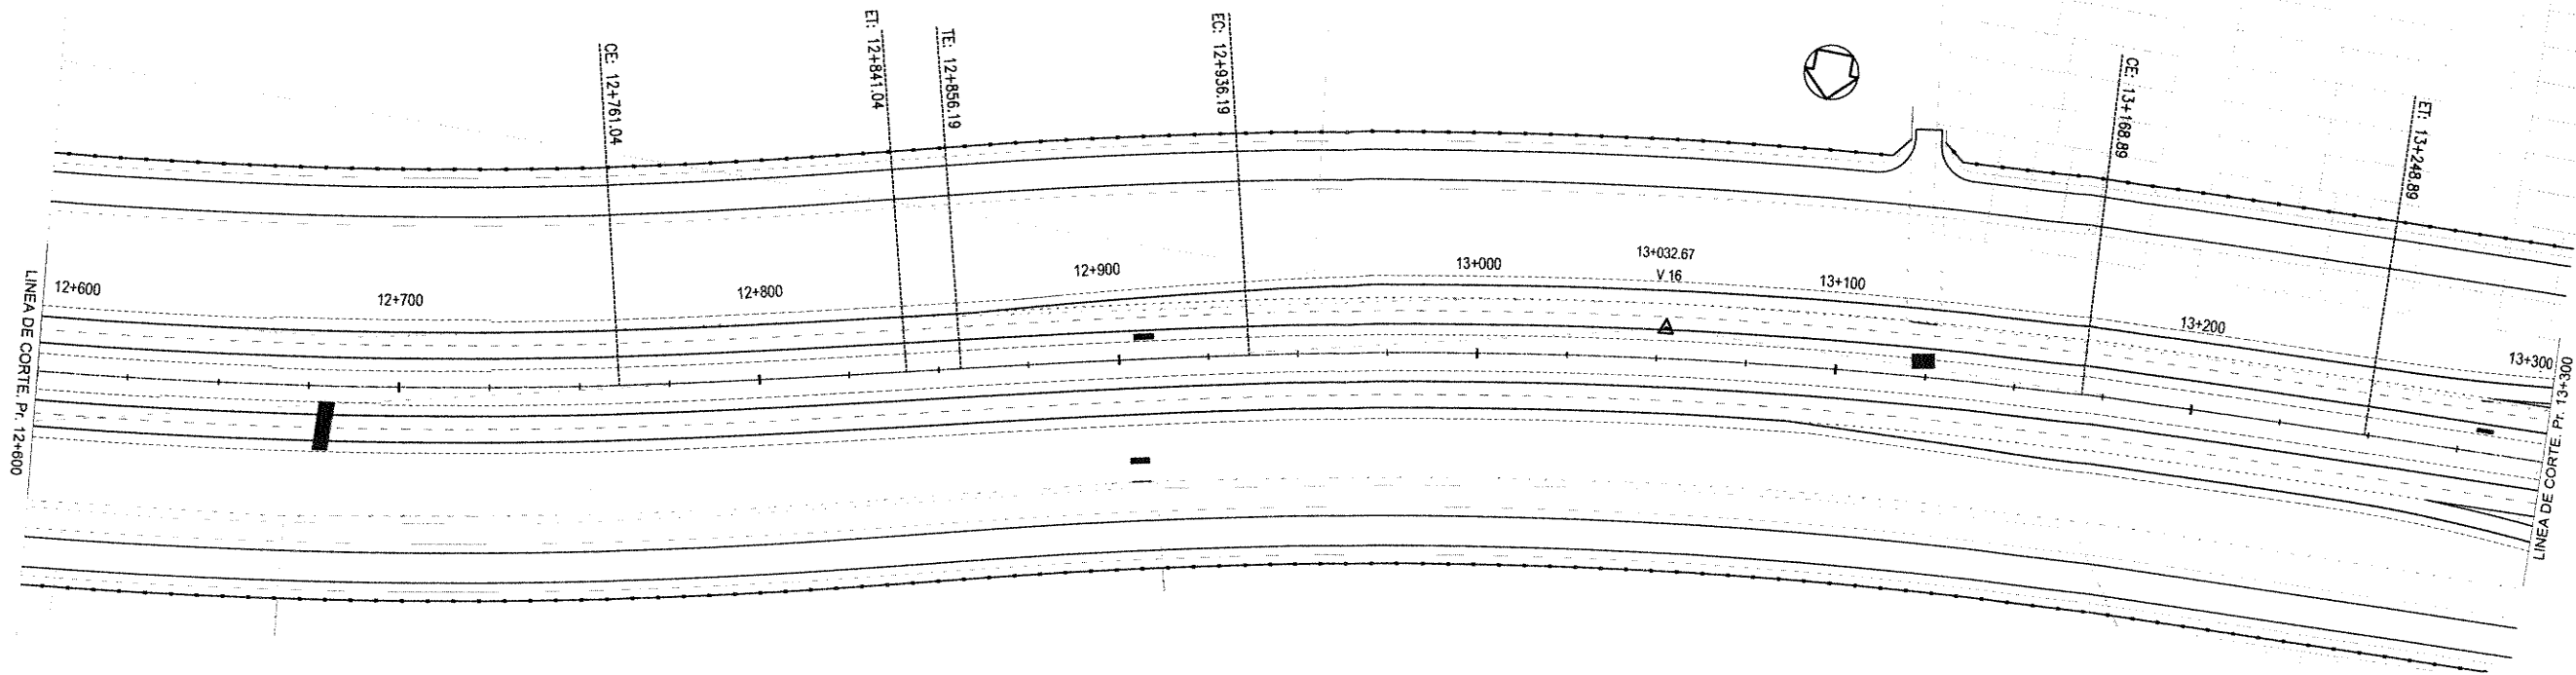 CE: 12+761.04
ET: 12+841.04
TE: 12+856.19
EC: 12+936.19
CE: 13+168.89
ET: 13+248.89
12+600
12+700
12+800
12+900
13+000
13+032.67
V.16
13+100
13+200
13+300
LINEA DE CORTE. Pr. 12+600
LINEA DE CORTE. Pr. 13+300